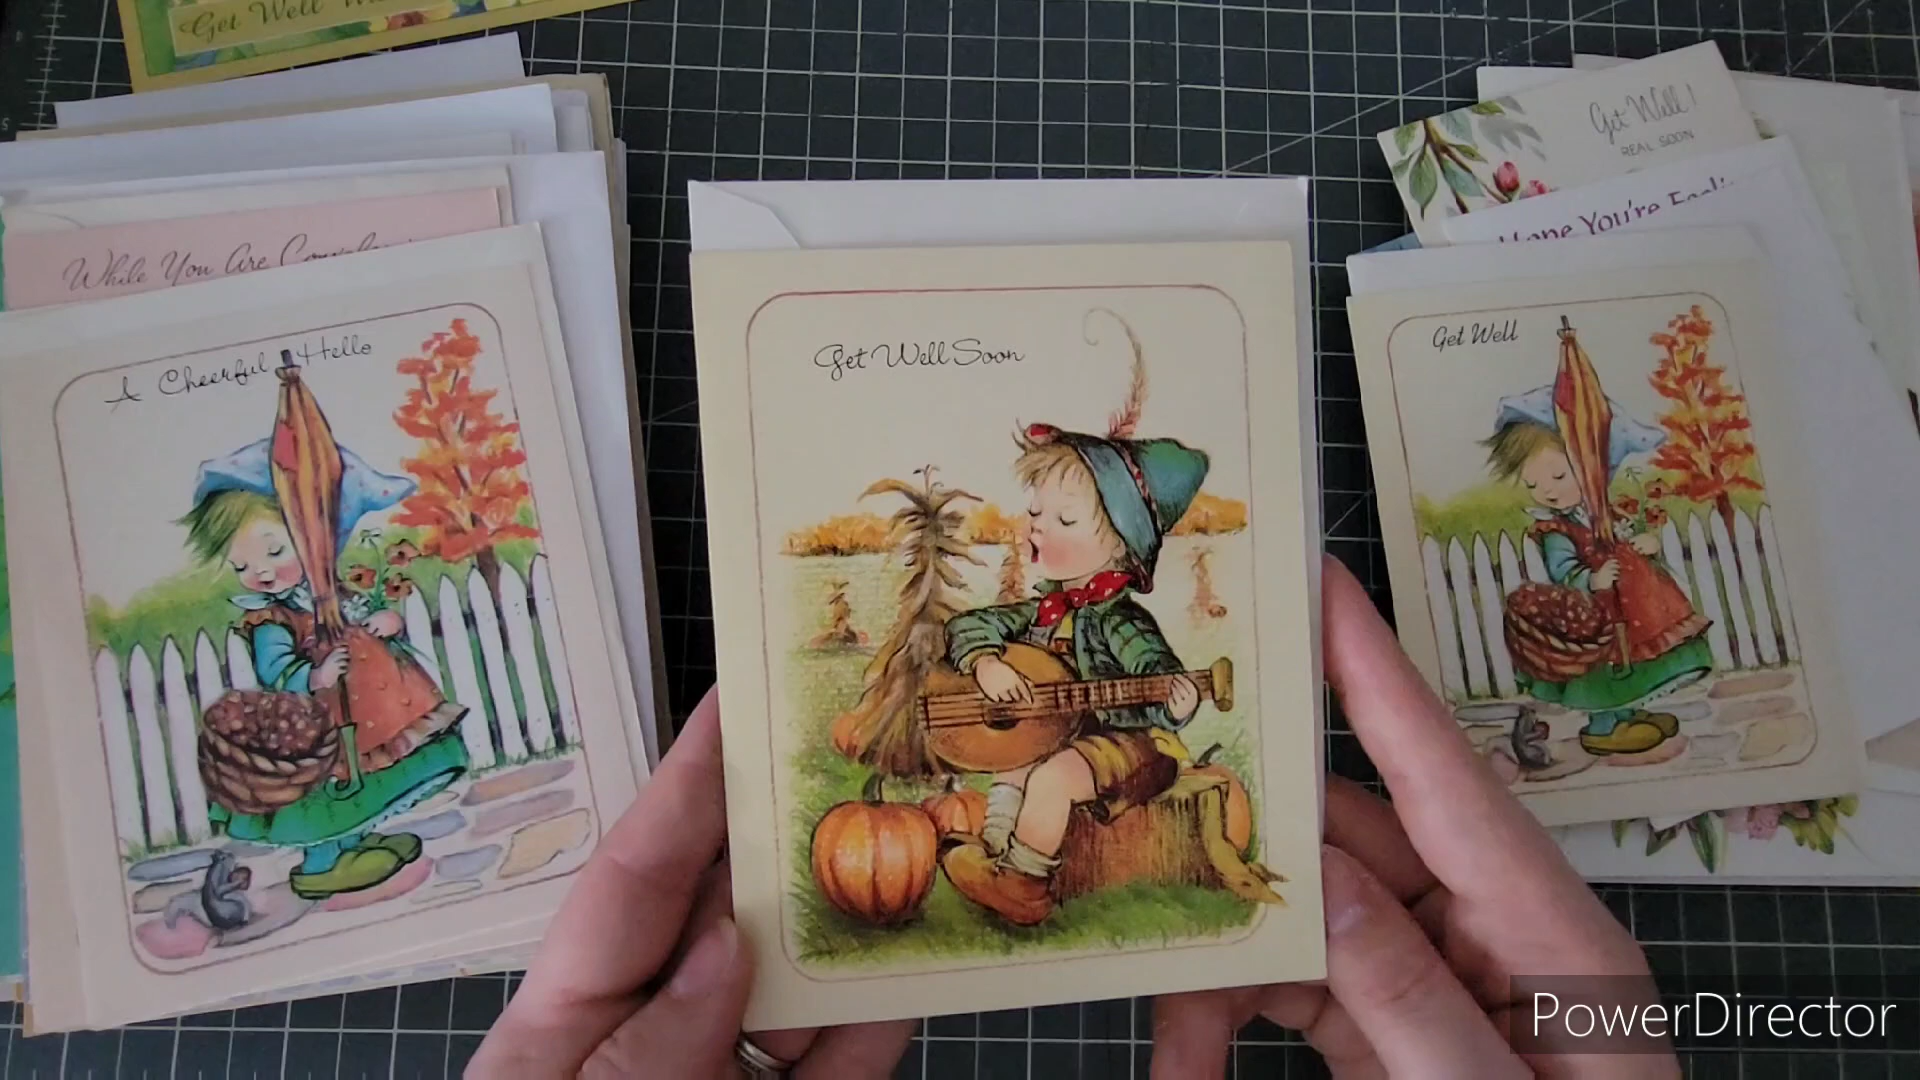 Get Well
While You Are
A Cheerful Hello
Get Well Soon
Get Well!
REAL SOON
Hope You're
Get Well
PowerDirector